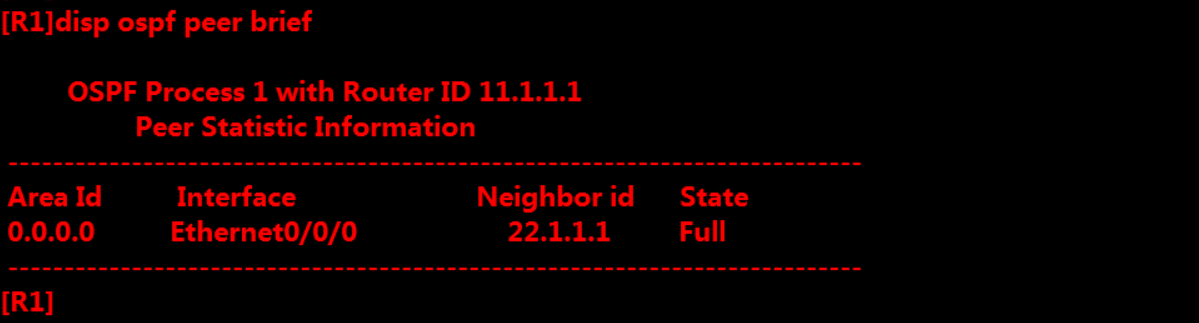 [R1]disp ospf peer brief
OSPF Process 1 with Router ID 11.1.1.1
Peer Statistic Information
----------------------------------------------------------------------------
Area Id Interface Neighbor id State
0.0.0.0 Ethernet0/0/0 22.1.1.1 Full
----------------------------------------------------------------------------
[R1]